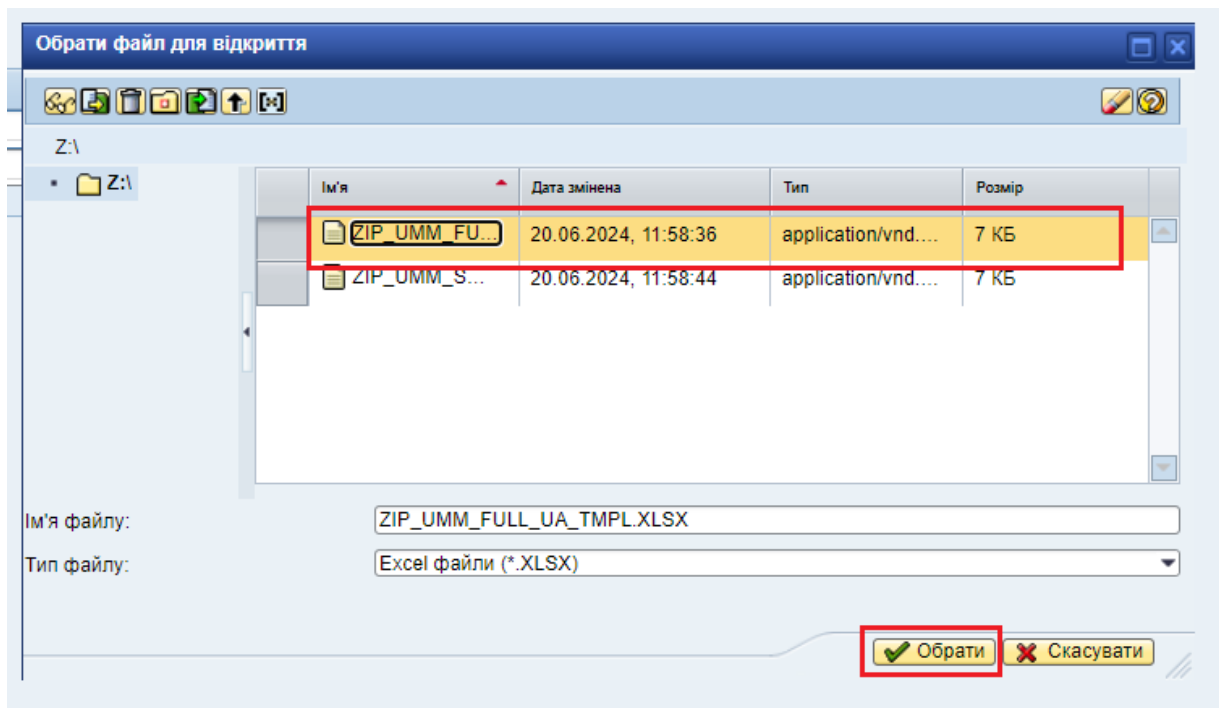 Обрати файл для відкриття
Z:\
Z:\
Ім'я Дата змінена Тип Розмір
ZIP_UMM_FU... 20.06.2024, 11:58:36 application/vnd.... 7 КБ
ZIP_UMM_S... 20.06.2024, 11:58:44 application/vnd.... 7 КБ
Ім'я файлу: ZIP_UMM_FULL_UA_TMPL.XLSX
Тип файлу: Excel файли (*.XLSX)
Обрати Скасувати